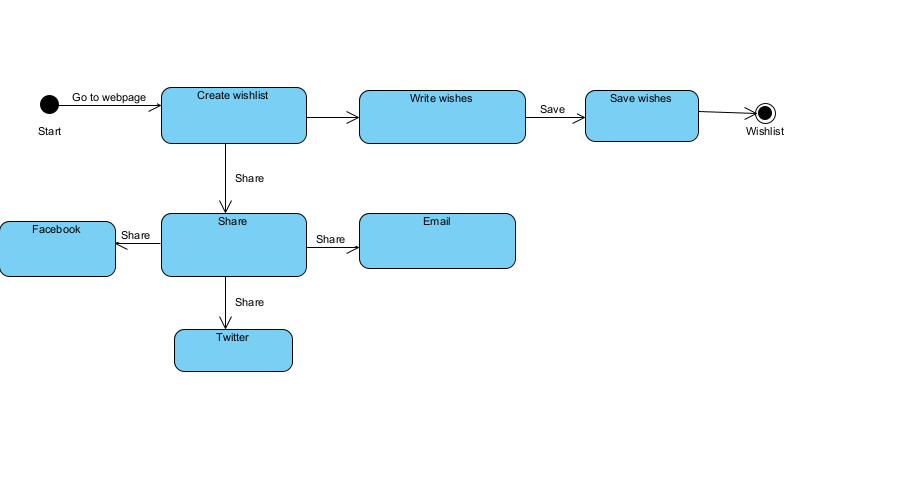 Go to webpage
Create wishlist
Write wishes
Save
Save wishes
Start
Wishlist
Share
Facebook
Share
Share
Share
Email
Share
Twitter